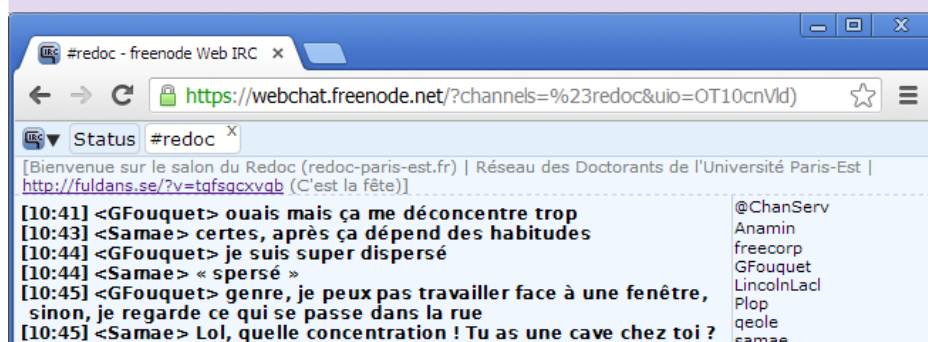 IRC #redoc - freenode Web IRC ×
https://webchat.freenode.net/?channels=%23redoc&uio=OT10cnVld)
IRC Status #redoc X
[Bienvenue sur le salon du Redoc (redoc-paris-est.fr) | Réseau des Doctorants de l'Université Paris-Est |
http://fuldans.se/?v=tqfsgcxvqb (C'est la fête)]
[10:41] <GFouquet> ouais mais ça me déconcentre trop
[10:43] <Samae> certes, après ça dépend des habitudes
[10:44] <GFouquet> je suis super dispersé
[10:44] <Samae> « spersé »
[10:45] <GFouquet> genre, je peux pas travailler face à une fenêtre,
sinon, je regarde ce qui se passe dans la rue
[10:45] <Samae> Lol, quelle concentration ! Tu as une cave chez toi ?
@ChanServ
Anamin
freecorp
GFouquet
LincolnLacl
Plop
qeole
samae